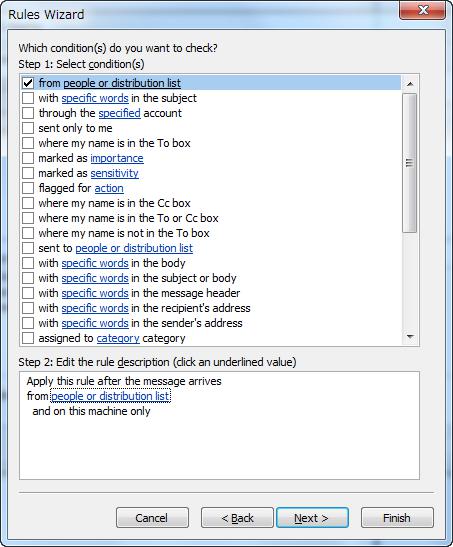 Rules Wizard
Which condition(s) do you want to check?
Step 1: Select condition(s)
from people or distribution list
with specific words in the subject
through the specified account
sent only to me
where my name is in the To box
marked as importance
marked as sensitivity
flagged for action
where my name is in the Cc box
where my name is in the To or Cc box
where my name is not in the To box
sent to people or distribution list
with specific words in the body
with specific words in the subject or body
with specific words in the message header
with specific words in the recipient's address
with specific words in the sender's address
assigned to category category
Step 2: Edit the rule description (click an underlined value)
Apply this rule after the message arrives
from people or distribution list
and on this machine only
Cancel
< Back
Next >
Finish